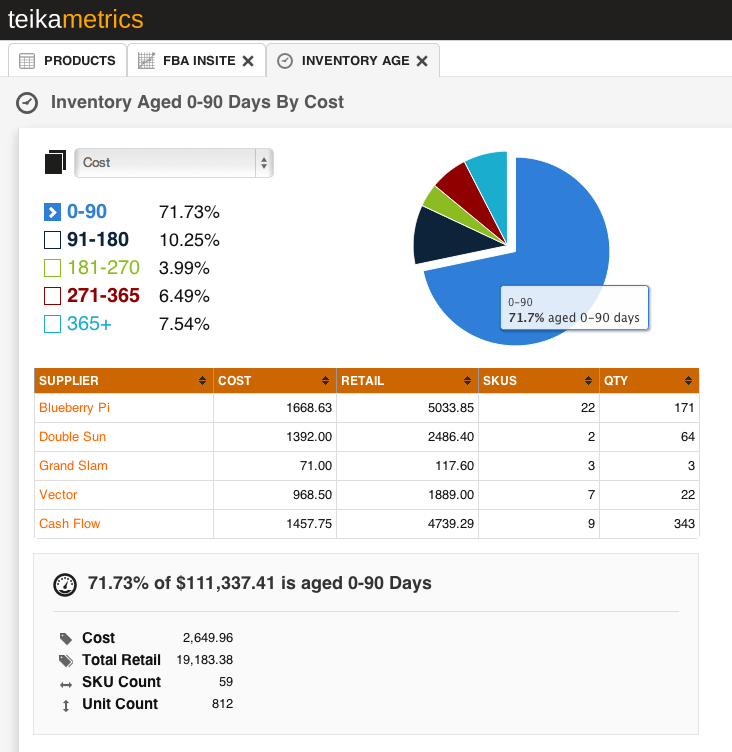 teikametrics
PRODUCTS FBA INSITE INVENTORY AGE
Inventory Aged 0-90 Days By Cost
Cost
0-90 71.73%
91-180 10.25%
181-270 3.99%
271-365 6.49%
365+ 7.54%
0-90
71.7% aged 0-90 days
SUPPLIER COST RETAIL SKUS QTY
Blueberry Pi 1668.63 5033.85 22 171
Double Sun 1392.00 2486.40 2 64
Grand Slam 71.00 117.60 3 3
Vector 968.50 1889.00 7 22
Cash Flow 1457.75 4739.29 9 343
71.73% of $111,337.41 is aged 0-90 Days
Cost 2,649.96
Total Retail 19,183.38
SKU Count 59
Unit Count 812